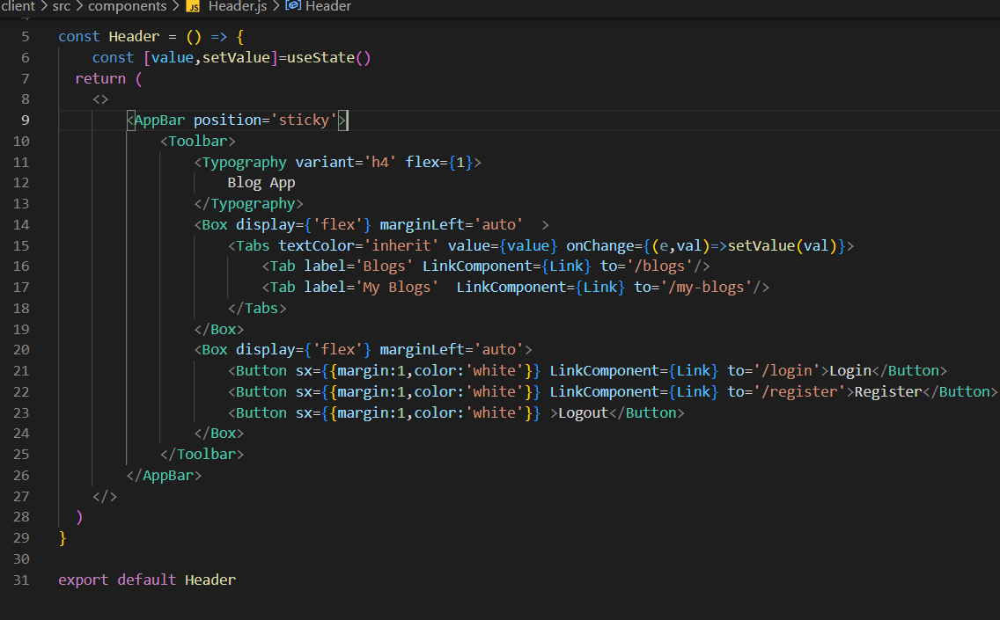 client > src > components > JS Header.js > Header
4
5 const Header = () => {
6 const [value,setValue]=useState()
7 return (
8 <>
9 <AppBar position='sticky'>
10 <Toolbar>
11 <Typography variant='h4' flex={1}>
12 Blog App
13 </Typography>
14 <Box display={'flex'} marginLeft='auto'  >
15 <Tabs textColor='inherit' value={value} onChange={(e,val)=>setValue(val)}>
16 <Tab label='Blogs' LinkComponent={Link} to='/blogs'/>
17 <Tab label='My Blogs'  LinkComponent={Link} to='/my-blogs'/>
18 </Tabs>
19 </Box>
20 <Box display={'flex'} marginLeft='auto'>
21 <Button sx={{margin:1,color:'white'}} LinkComponent={Link} to='/login'>Login</Button>
22 <Button sx={{margin:1,color:'white'}} LinkComponent={Link} to='/register'>Register</Button>
23 <Button sx={{margin:1,color:'white'}} >Logout</Button>
24 </Box>
25 </Toolbar>
26 </AppBar>
27 </>
28 )
29 }
30
31 export default Header